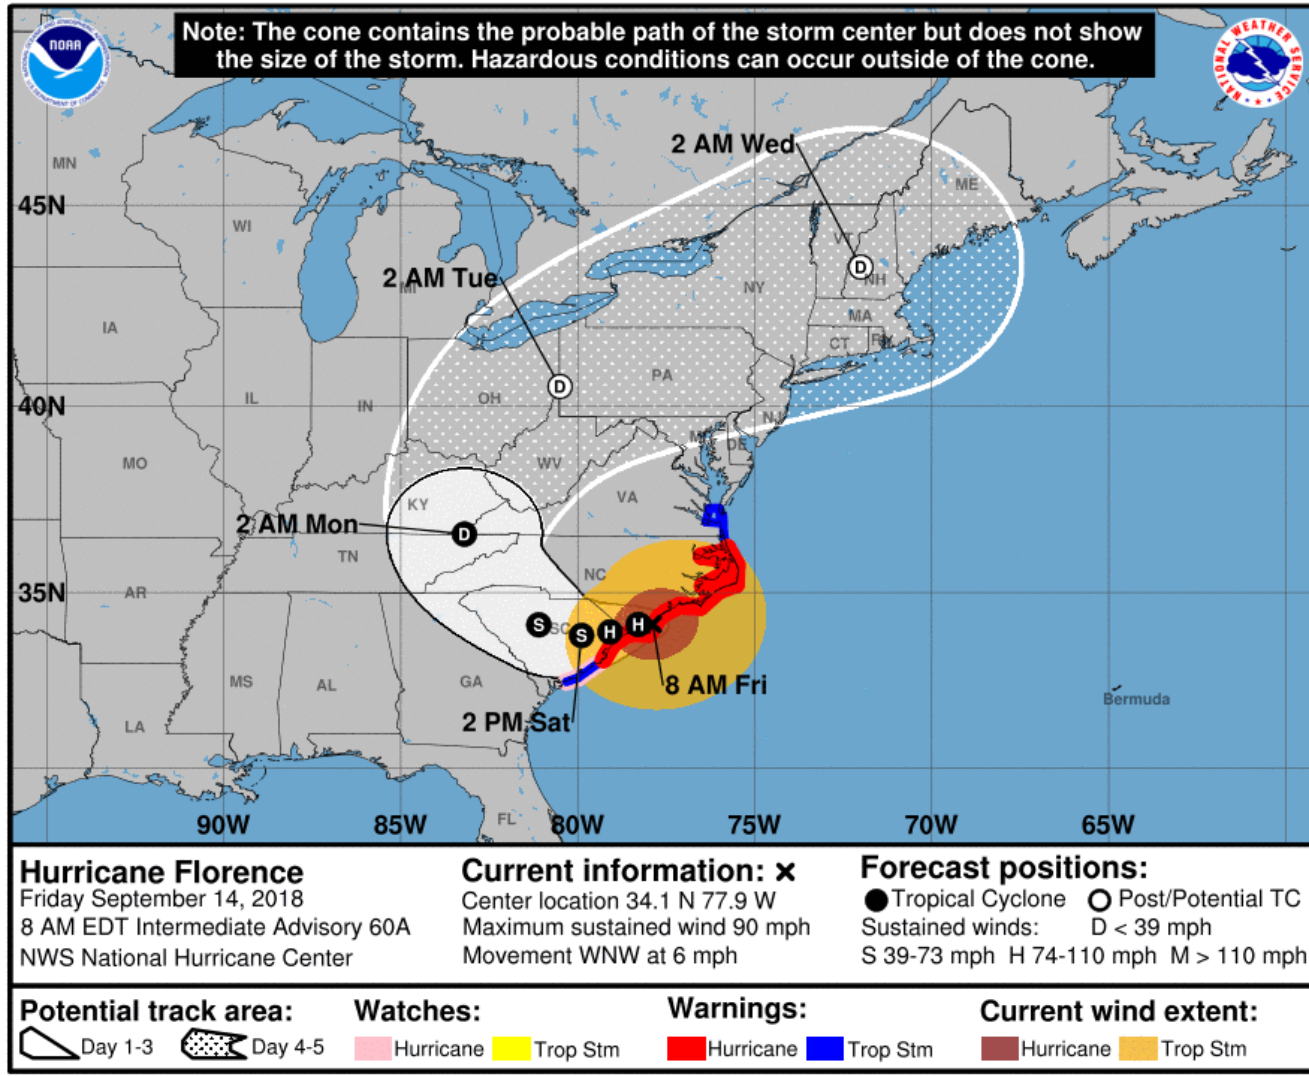 Note: The cone contains the probable path of the storm center but does not show
the size of the storm. Hazardous conditions can occur outside of the cone.
NOAA
NATIONAL WEATHER SERVICE
2 AM Wed
MN
ME
45N
WI
VT
2 AM Tue
MI
NH
NY
MA
IA
CT
PA
OH
IL
IN
40N
NJ
DE
MO
WV
VA
KY
2 AM Mon
D
D
D
TN
NC
35N
AR
S
S
H
H
SC
8 AM Fri
MS
AL
GA
Bermuda
2 PM Sat
LA
FL
90W
85W
80W
75W
70W
65W
Hurricane Florence
Friday September 14, 2018
8 AM EDT Intermediate Advisory 60A
NWS National Hurricane Center
Current information: ×
Center location 34.1 N 77.9 W
Maximum sustained wind 90 mph
Movement WNW at 6 mph
Forecast positions:
Tropical Cyclone
Post/Potential TC
Sustained winds: D < 39 mph
S 39-73 mph H 74-110 mph M > 110 mph
Potential track area:
Day 1-3
Day 4-5
Watches:
Hurricane
Trop Stm
Warnings:
Hurricane
Trop Stm
Current wind extent:
Hurricane
Trop Stm